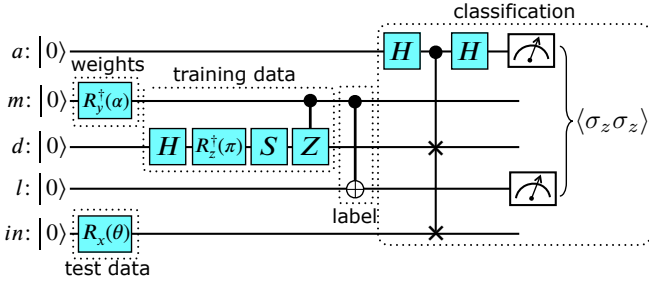 classification
a: |0⟩ H H
weights training data
m: |0⟩ R_y^†(α)
d: |0⟩ H R_z^†(π) S Z ⟨σ_z σ_z⟩
l: |0⟩
label
in: |0⟩ R_x(θ)
test data